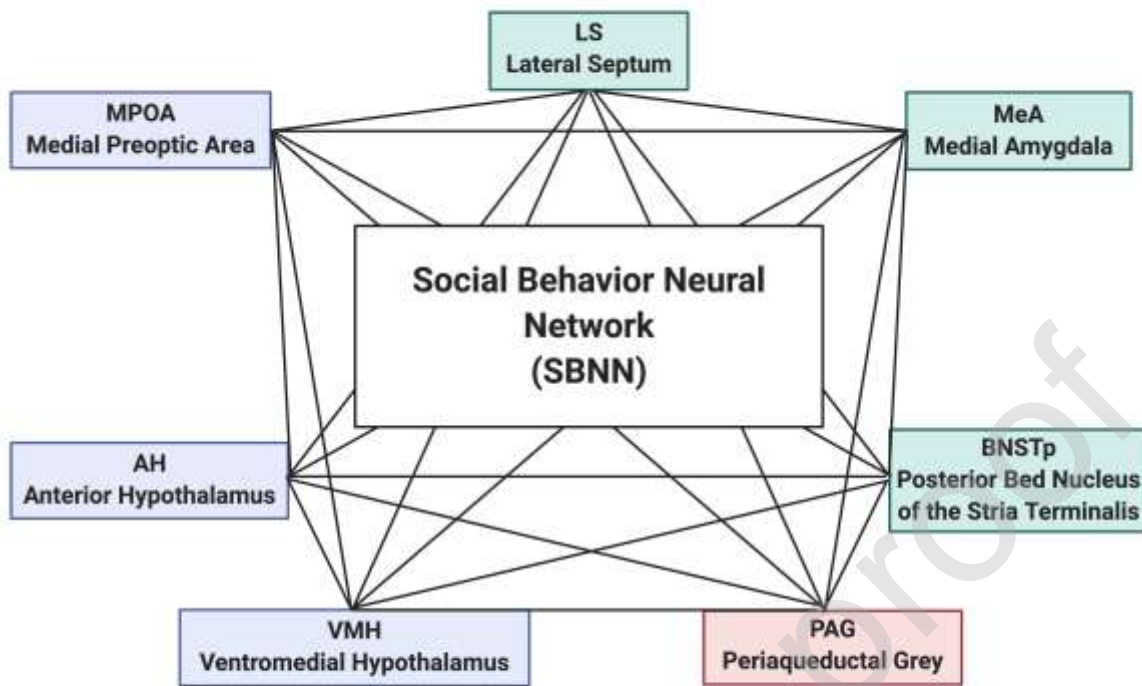 LS
Lateral Septum
MPOA
Medial Preoptic Area
MeA
Medial Amygdala
Social Behavior Neural
Network
(SBNN)
AH
Anterior Hypothalamus
BNSTp
Posterior Bed Nucleus
of the Stria Terminalis
VMH
Ventromedial Hypothalamus
PAG
Periaqueductal Grey
proof